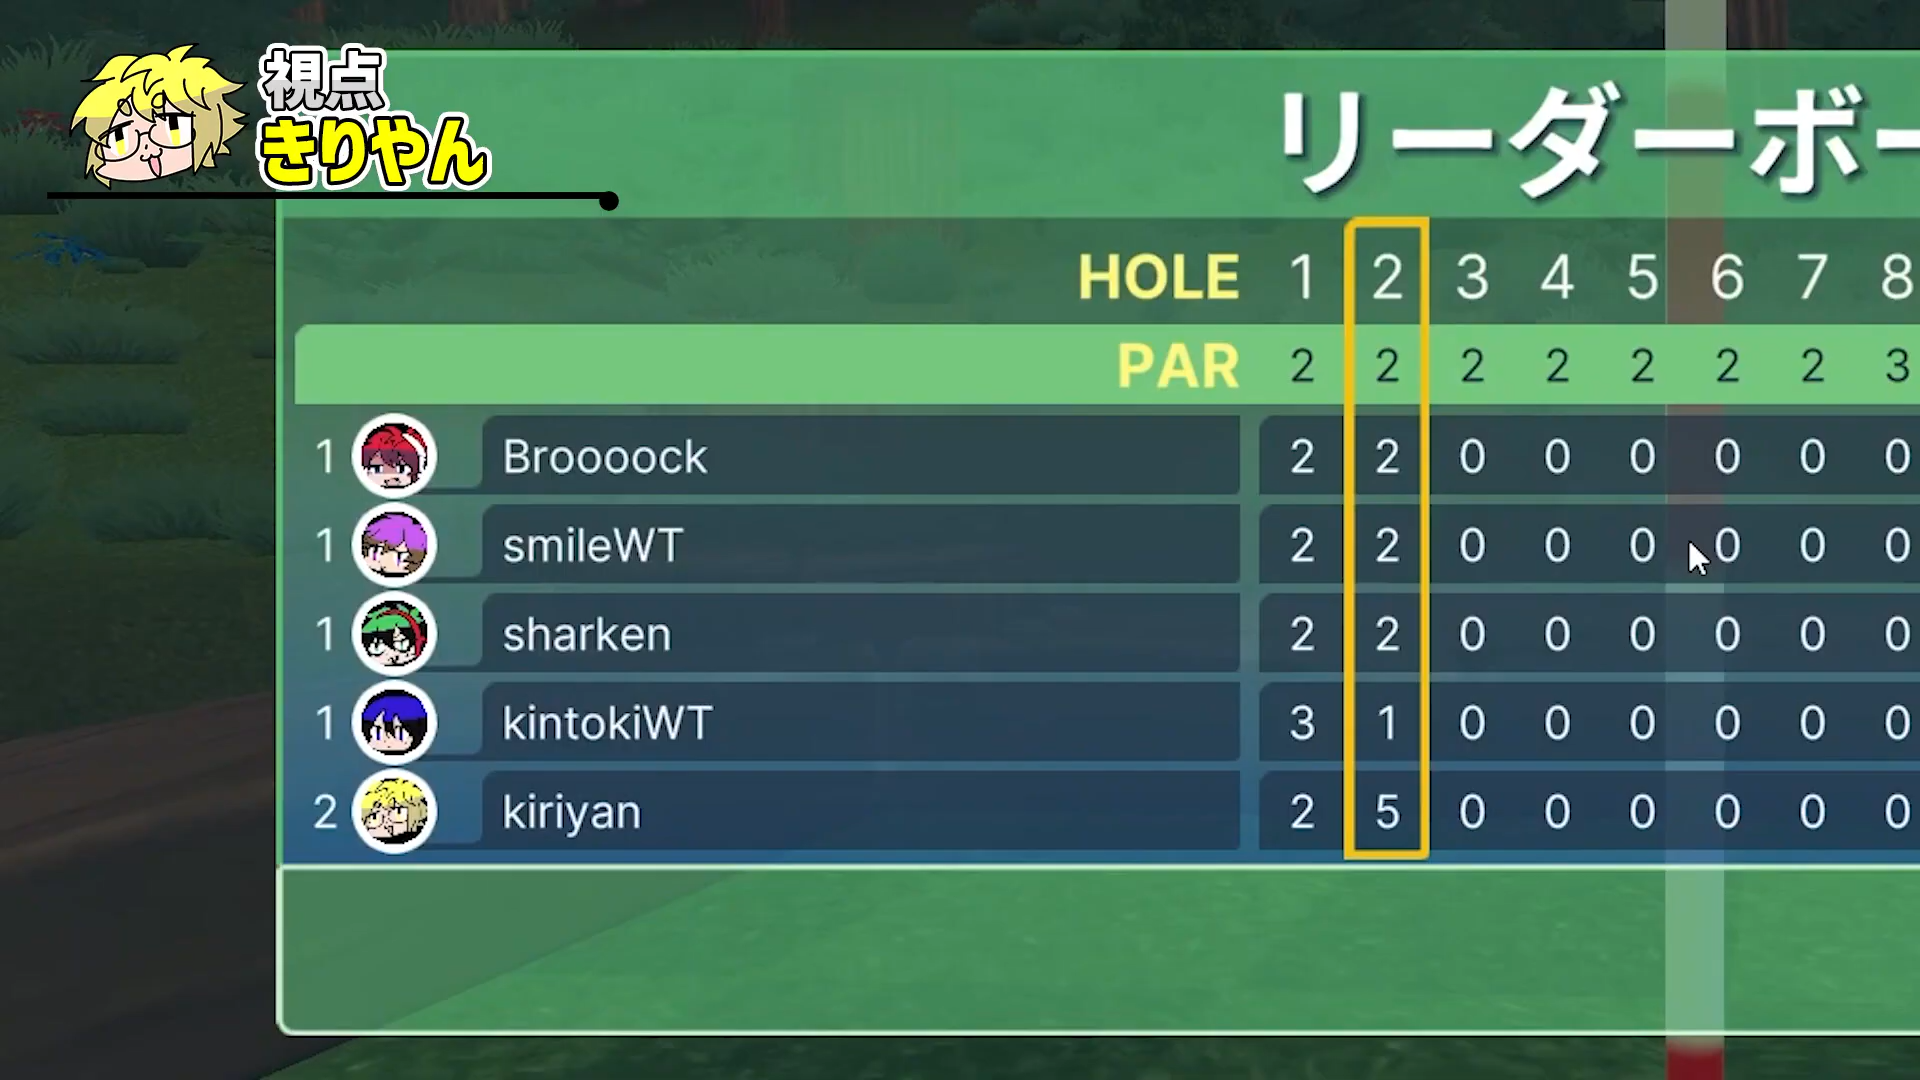 視点
きりやん
リーダーボー
HOLE 1 2 3 4 5 6 7 8
PAR 2 2 2 2 2 2 2 3
1 Broooock 2 2 0 0 0 0 0 0
1 smileWT 2 2 0 0 0 0 0 0
1 sharken 2 2 0 0 0 0 0 0
1 kintokiWT 3 1 0 0 0 0 0 0
2 kiriyan 2 5 0 0 0 0 0 0